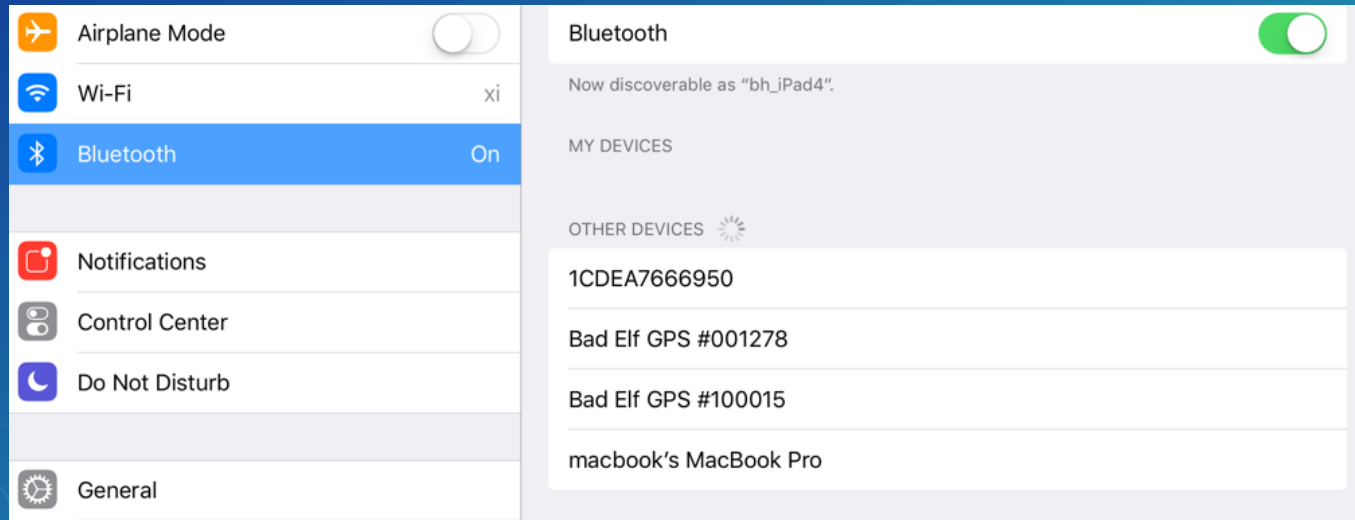 Airplane Mode
Wi-Fi xi
Bluetooth On
Notifications
Control Center
Do Not Disturb
General
Bluetooth
Now discoverable as “bh_iPad4”.
MY DEVICES
OTHER DEVICES
1CDEA7666950
Bad Elf GPS #001278
Bad Elf GPS #100015
macbook’s MacBook Pro